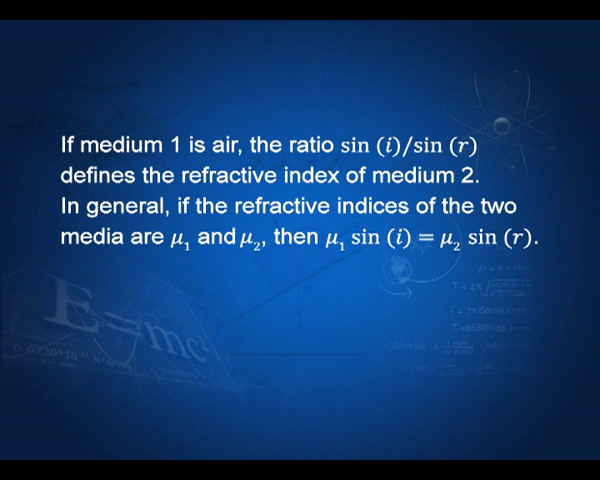 If medium 1 is air, the ratio sin (i)/sin (r)
defines the refractive index of medium 2.
In general, if the refractive indices of the two
media are μ₁ and μ₂, then μ₁ sin (i) = μ₂ sin (r).
E=mc²